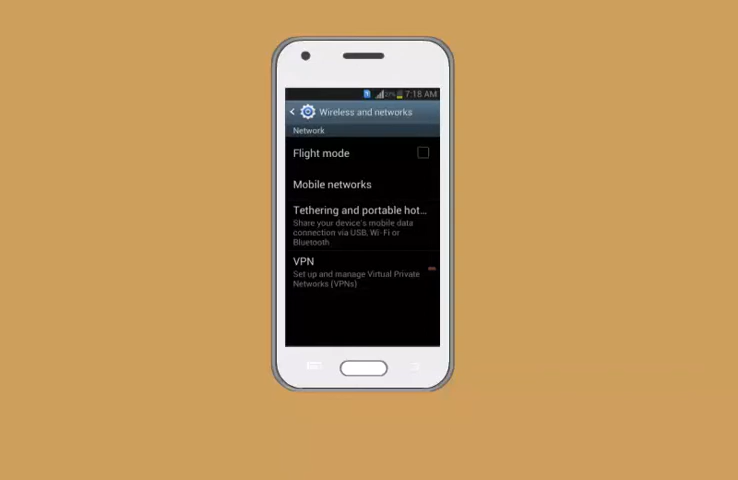 7:18 AM
Wireless and networks
Network
Flight mode
Mobile networks
Tethering and portable hot...
Share your device's mobile data
connection via USB, Wi-Fi or
Bluetooth
VPN
Set up and manage Virtual Private
Networks (VPNs)